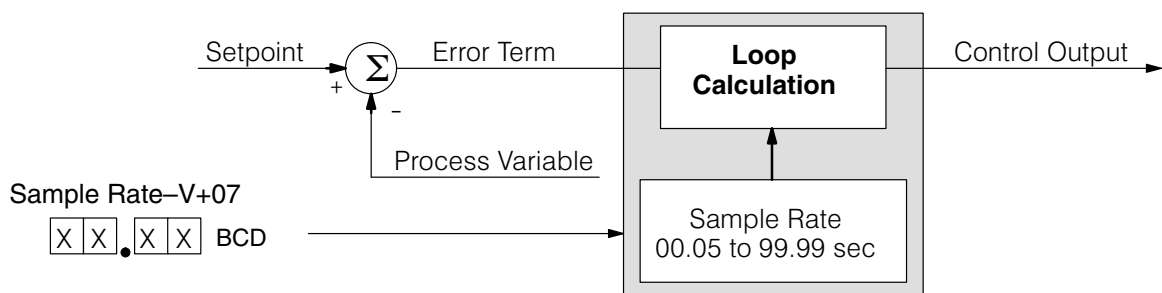 Setpoint
+
Σ
–
Error Term
Loop
Calculation
Control Output
Process Variable
Sample Rate–V+07
X X . X X BCD
Sample Rate
00.05 to 99.99 sec